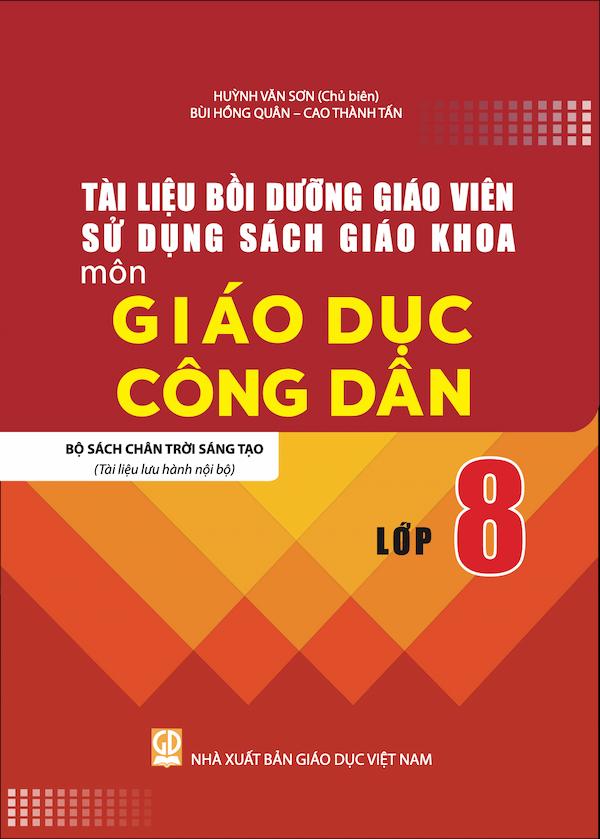 HUỲNH VĂN SƠN (Chủ biên)
BÙI HỒNG QUÂN – CAO THÀNH TẤN
TÀI LIỆU BỒI DƯỠNG GIÁO VIÊN
SỬ DỤNG SÁCH GIÁO KHOA
môn
GIÁO DỤC
CÔNG DÂN
BỘ SÁCH CHÂN TRỜI SÁNG TẠO
(Tài liệu lưu hành nội bộ)
LỚP 8
GD
NHÀ XUẤT BẢN GIÁO DỤC VIỆT NAM